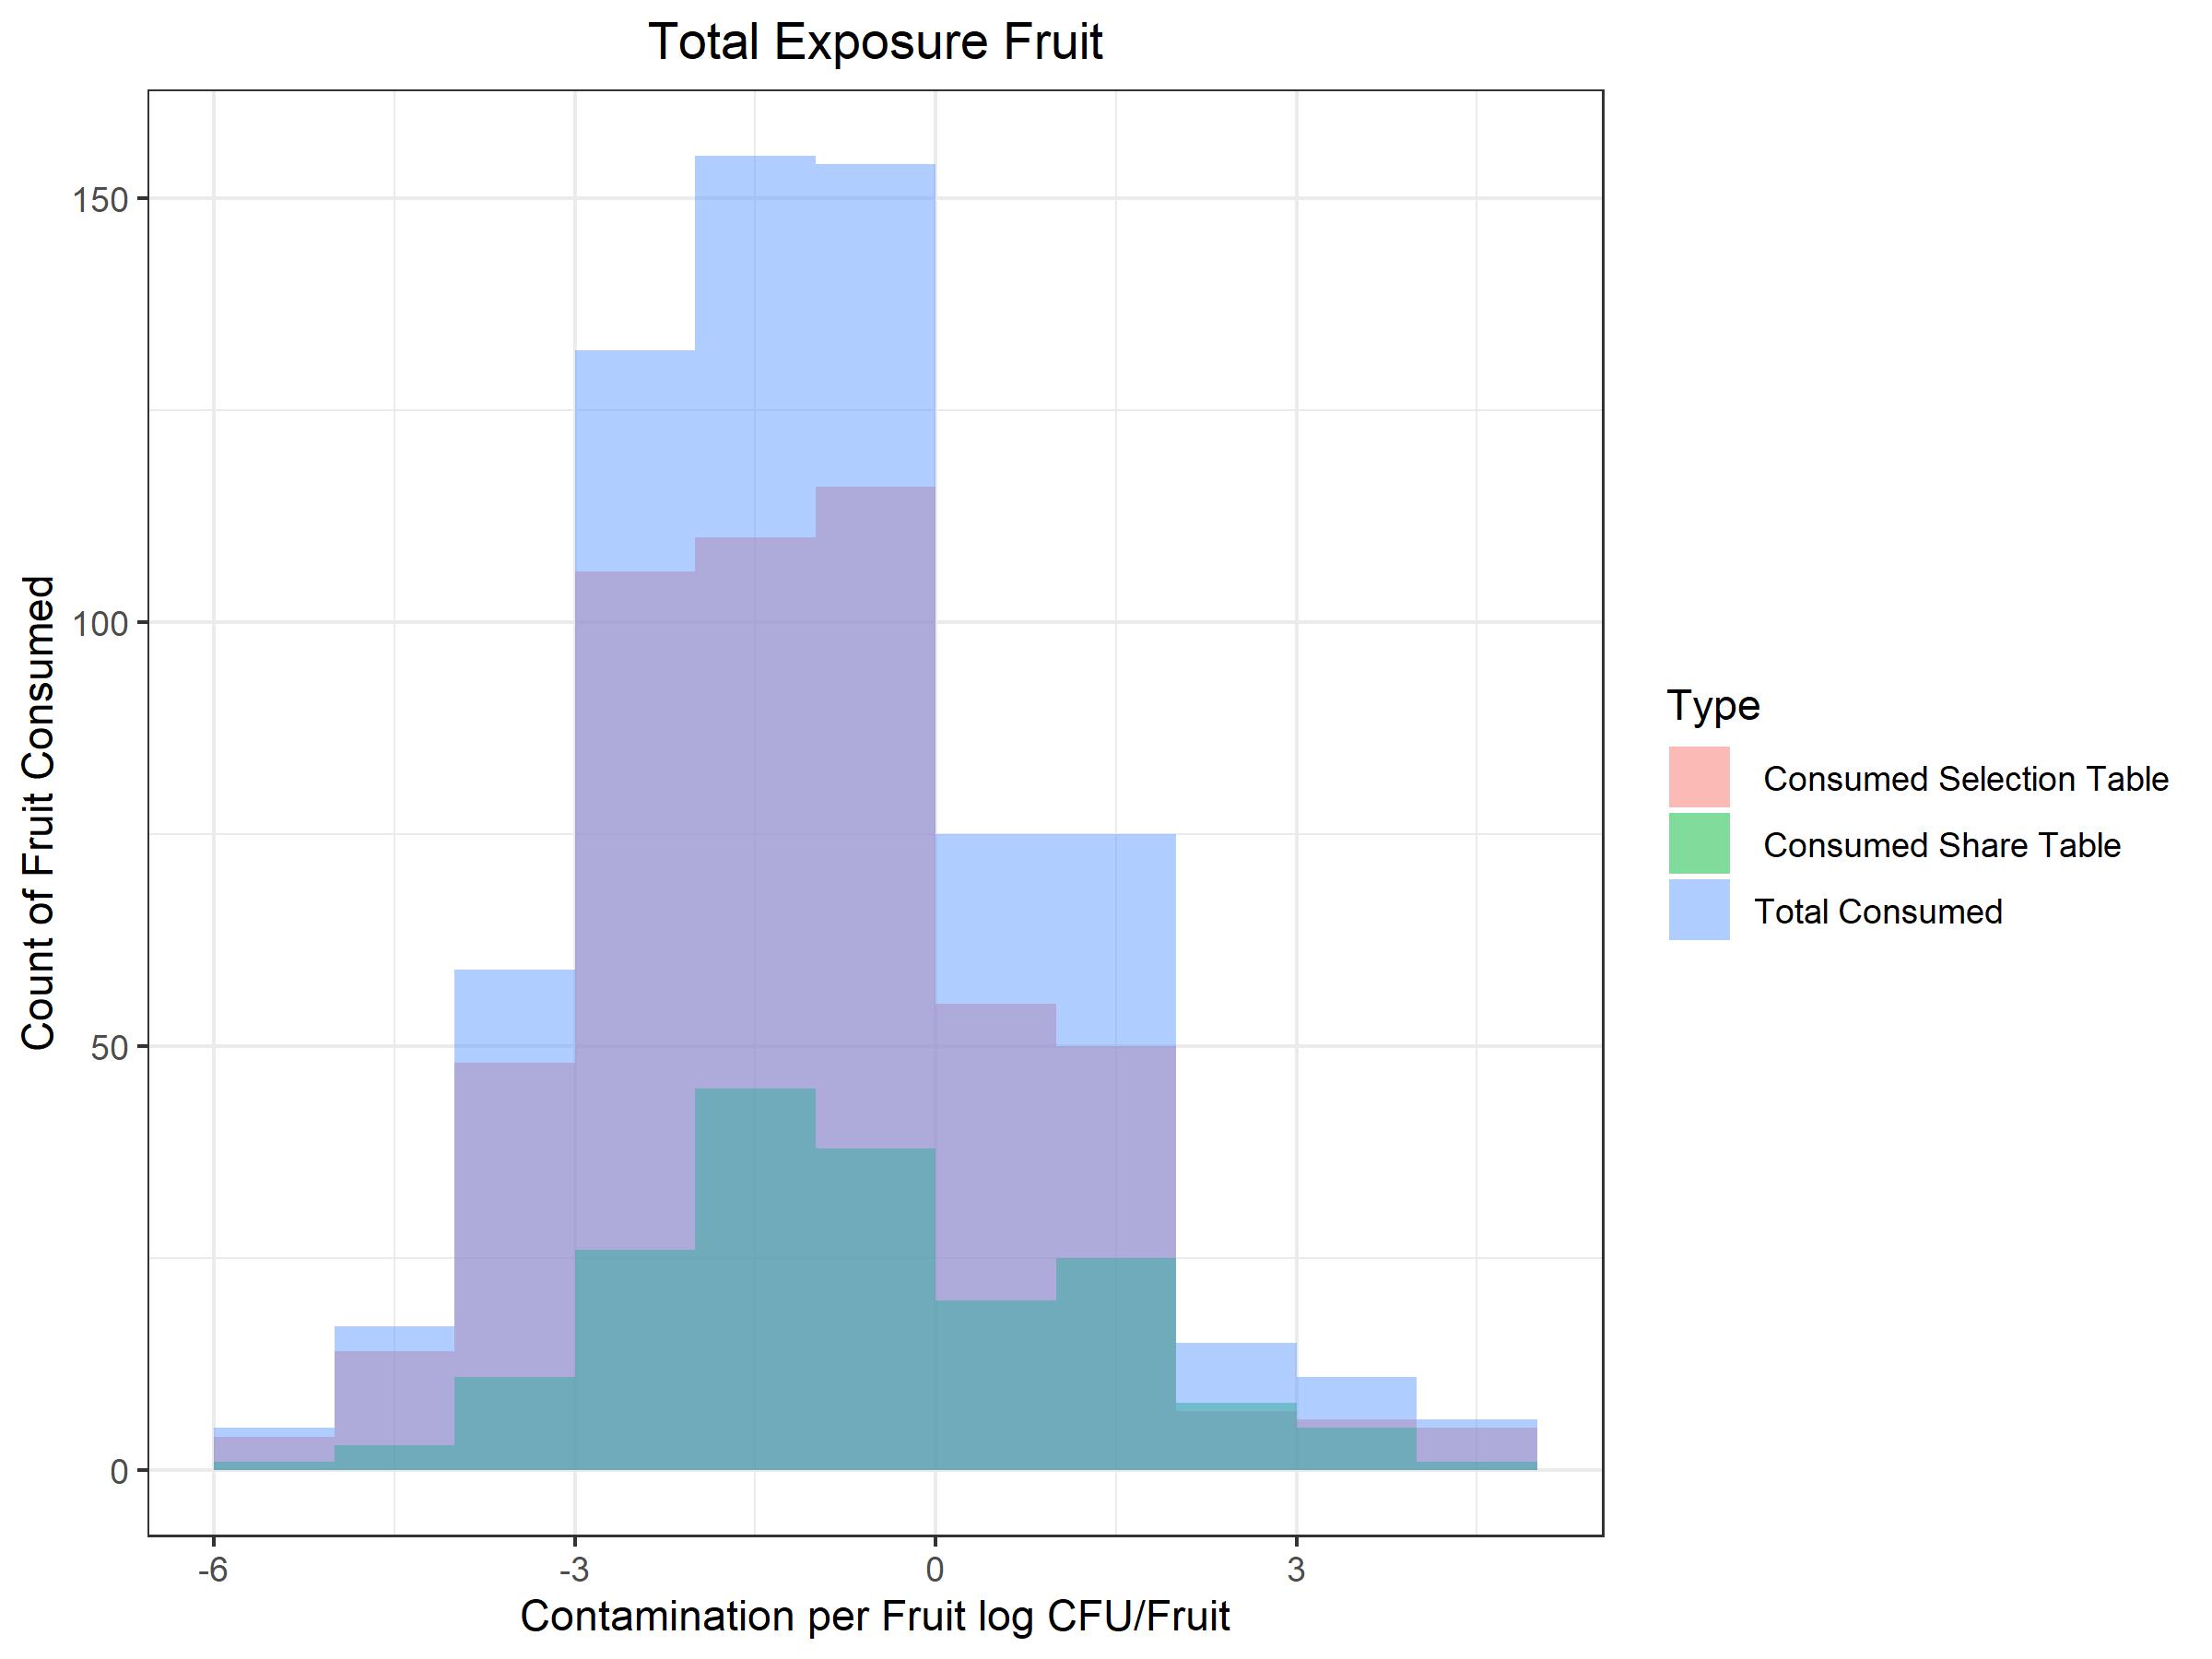 Total Exposure Fruit
150
100
50
0
Count of Fruit Consumed
-6
-3
0
3
Contamination per Fruit log CFU/Fruit
Type
Consumed Selection Table
Consumed Share Table
Total Consumed